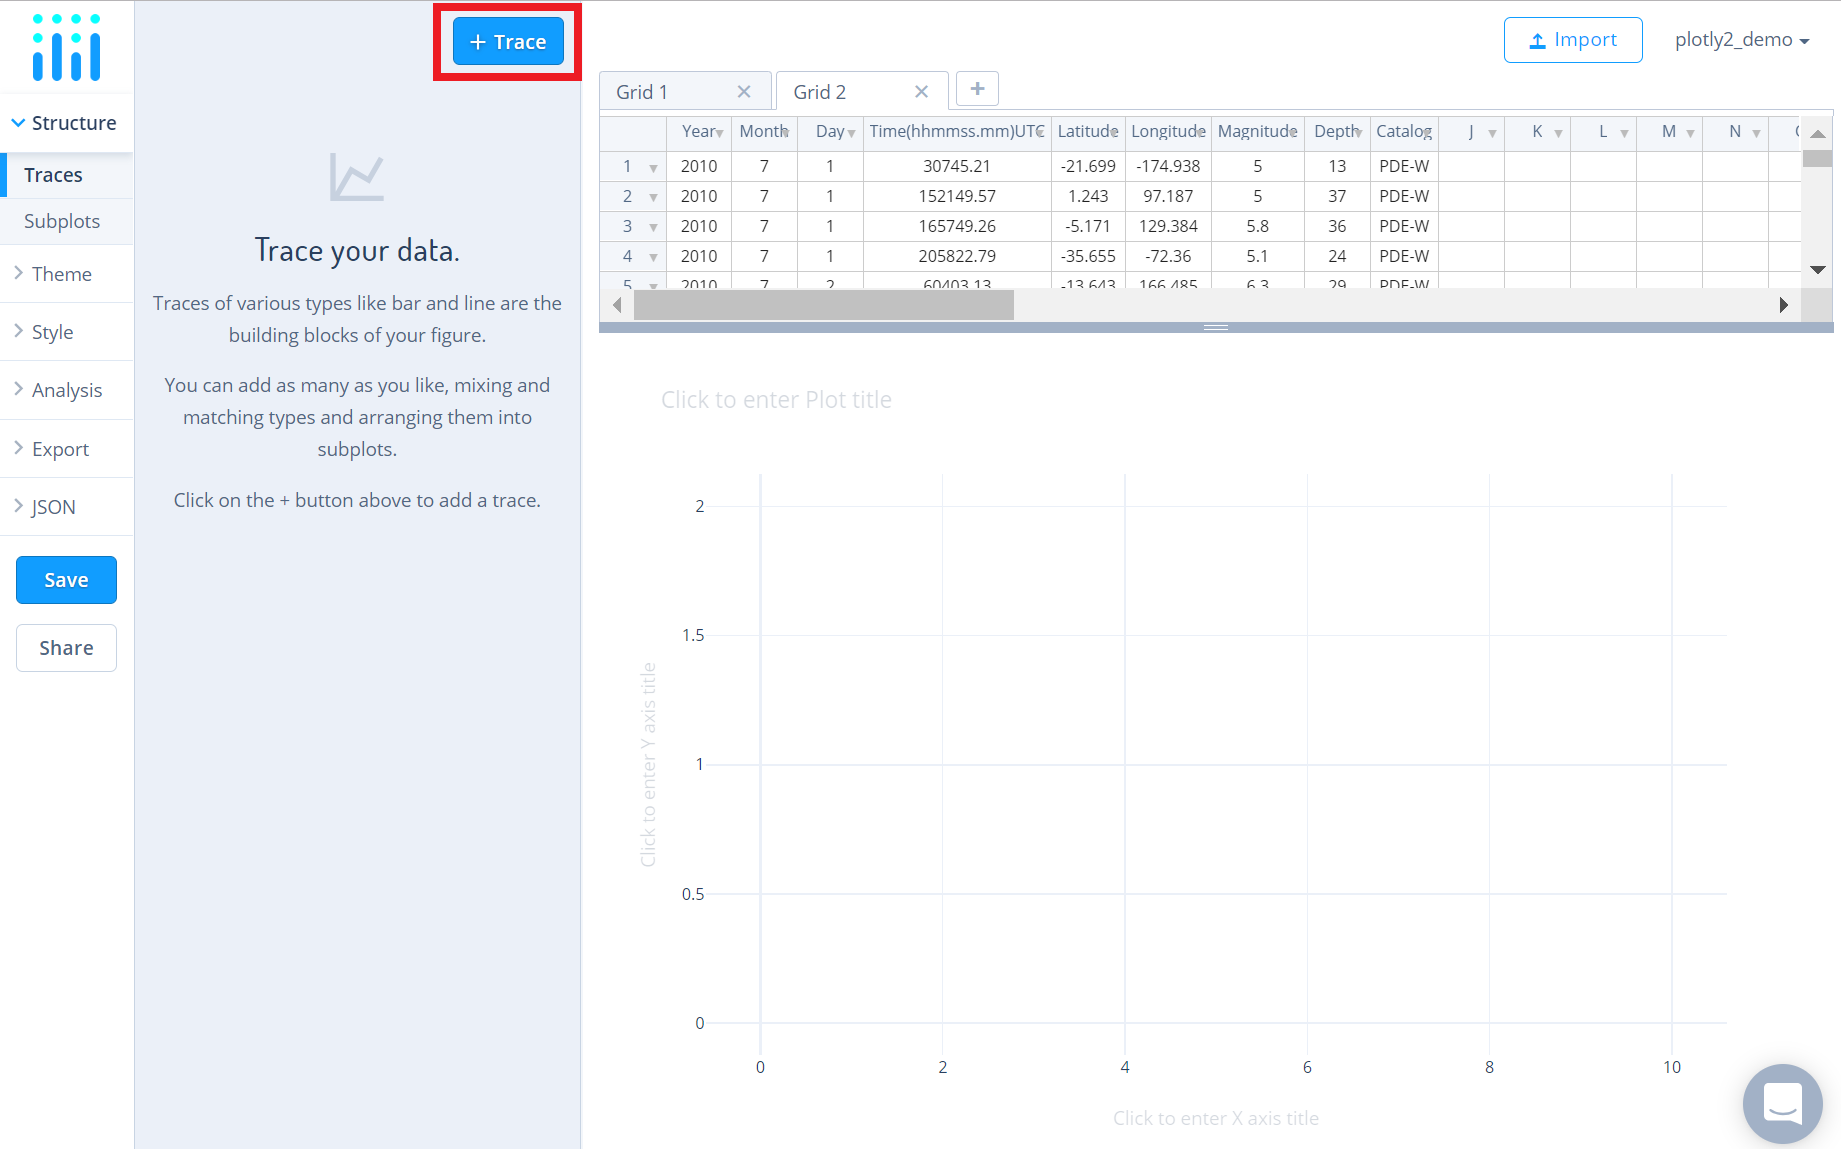 + Trace
Import
plotly2_demo
Grid 1 ×
Grid 2 ×
+
Structure
Traces
Subplots
Theme
Style
Analysis
Export
JSON
Save
Share
Trace your data.
Traces of various types like bar and line are the
building blocks of your figure.
You can add as many as you like, mixing and
matching types and arranging them into
subplots.
Click on the + button above to add a trace.
Year Month Day Time(hhmmss.mm)UTC Latitude Longitude Magnitude Depth Catalog J K L M N
1 2010 7 1 30745.21 -21.699 -174.938 5 13 PDE-W
2 2010 7 1 152149.57 1.243 97.187 5 37 PDE-W
3 2010 7 1 165749.26 -5.171 129.384 5.8 36 PDE-W
4 2010 7 1 205822.79 -35.655 -72.36 5.1 24 PDE-W
5 2010 7 2 60403.13 -13.643 166.485 6.3 29 PDE-W
Click to enter Plot title
2
1.5
1
0.5
0
Click to enter Y axis title
0 2 4 6 8 10
Click to enter X axis title